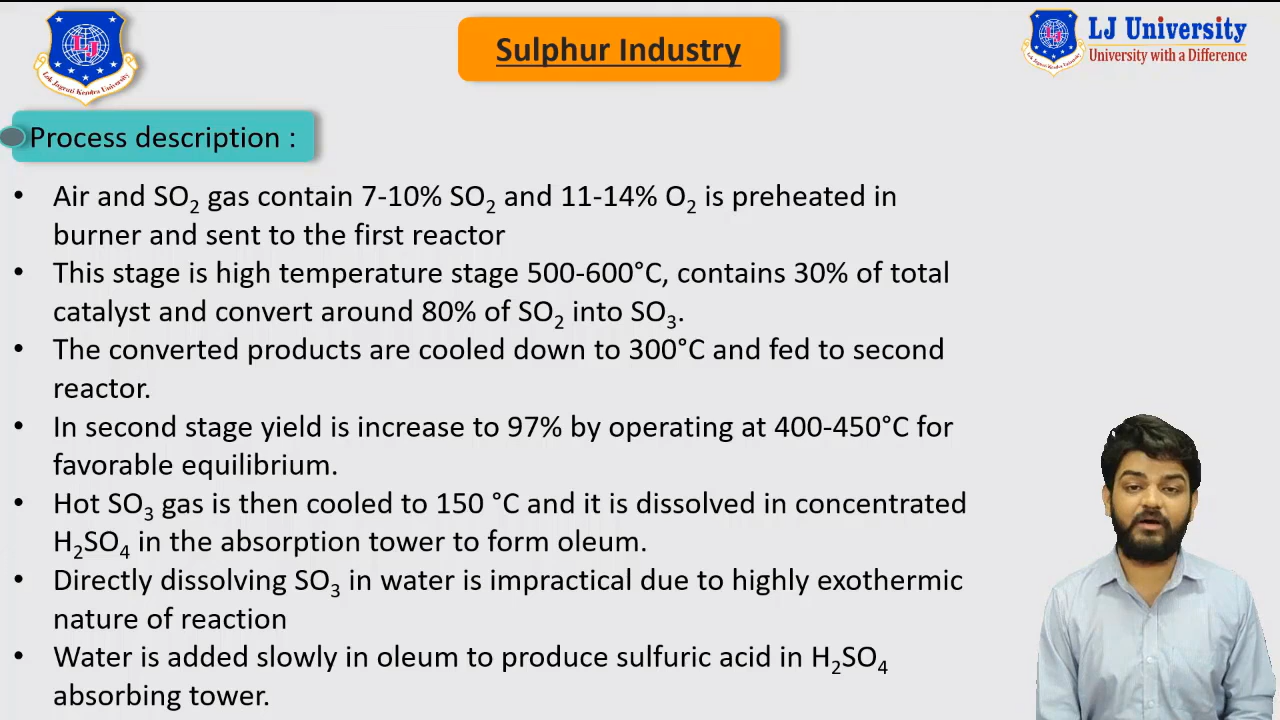 LJ
Lok Jagruti Kendra University
Sulphur Industry
LJ University
University with a Difference
Process description :
• Air and SO₂ gas contain 7-10% SO₂ and 11-14% O₂ is preheated in
burner and sent to the first reactor
• This stage is high temperature stage 500-600°C, contains 30% of total
catalyst and convert around 80% of SO₂ into SO₃.
• The converted products are cooled down to 300°C and fed to second
reactor.
• In second stage yield is increase to 97% by operating at 400-450°C for
favorable equilibrium.
• Hot SO₃ gas is then cooled to 150 °C and it is dissolved in concentrated
H₂SO₄ in the absorption tower to form oleum.
• Directly dissolving SO₃ in water is impractical due to highly exothermic
nature of reaction
• Water is added slowly in oleum to produce sulfuric acid in H₂SO₄
absorbing tower.